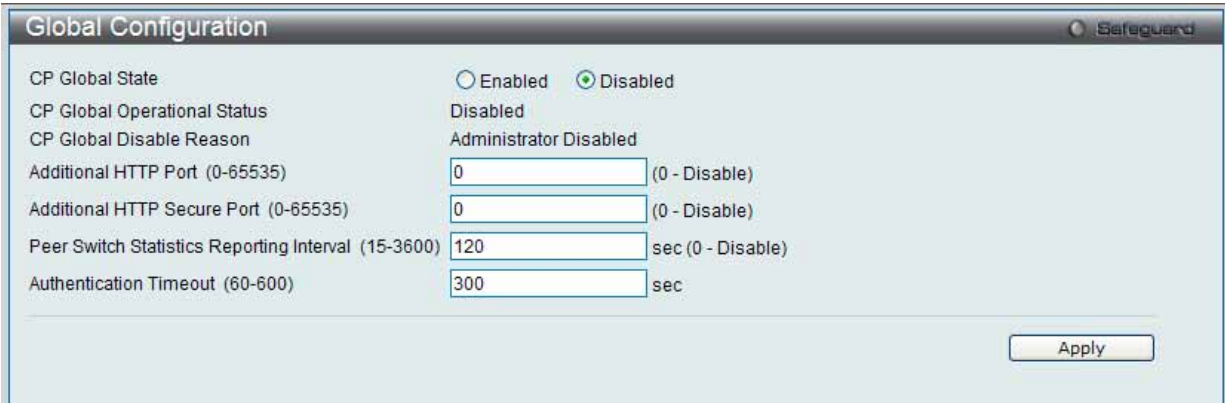 Global Configuration
Safeguard
CP Global State Enabled Disabled
CP Global Operational Status Disabled
CP Global Disable Reason Administrator Disabled
Additional HTTP Port (0-65535) 0 (0 - Disable)
Additional HTTP Secure Port (0-65535) 0 (0 - Disable)
Peer Switch Statistics Reporting Interval (15-3600) 120 sec (0 - Disable)
Authentication Timeout (60-600) 300 sec
Apply